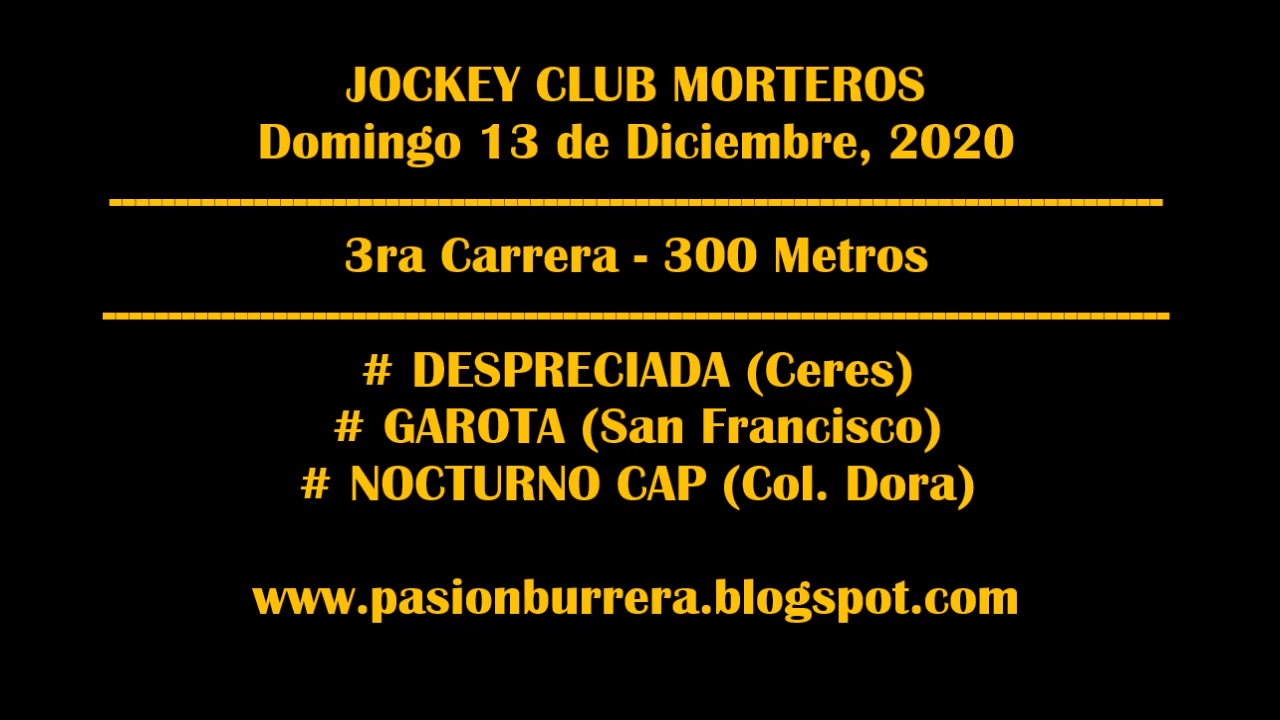 JOCKEY CLUB MORTEROS
Domingo 13 de Diciembre, 2020
--------------------------------------------------------------------------------
3ra Carrera - 300 Metros
---------------------------------------------------------------------------------
# DESPRECIADA (Ceres)
# GAROTA (San Francisco)
# NOCTURNO CAP (Col. Dora)
www.pasionburrera.blogspot.com